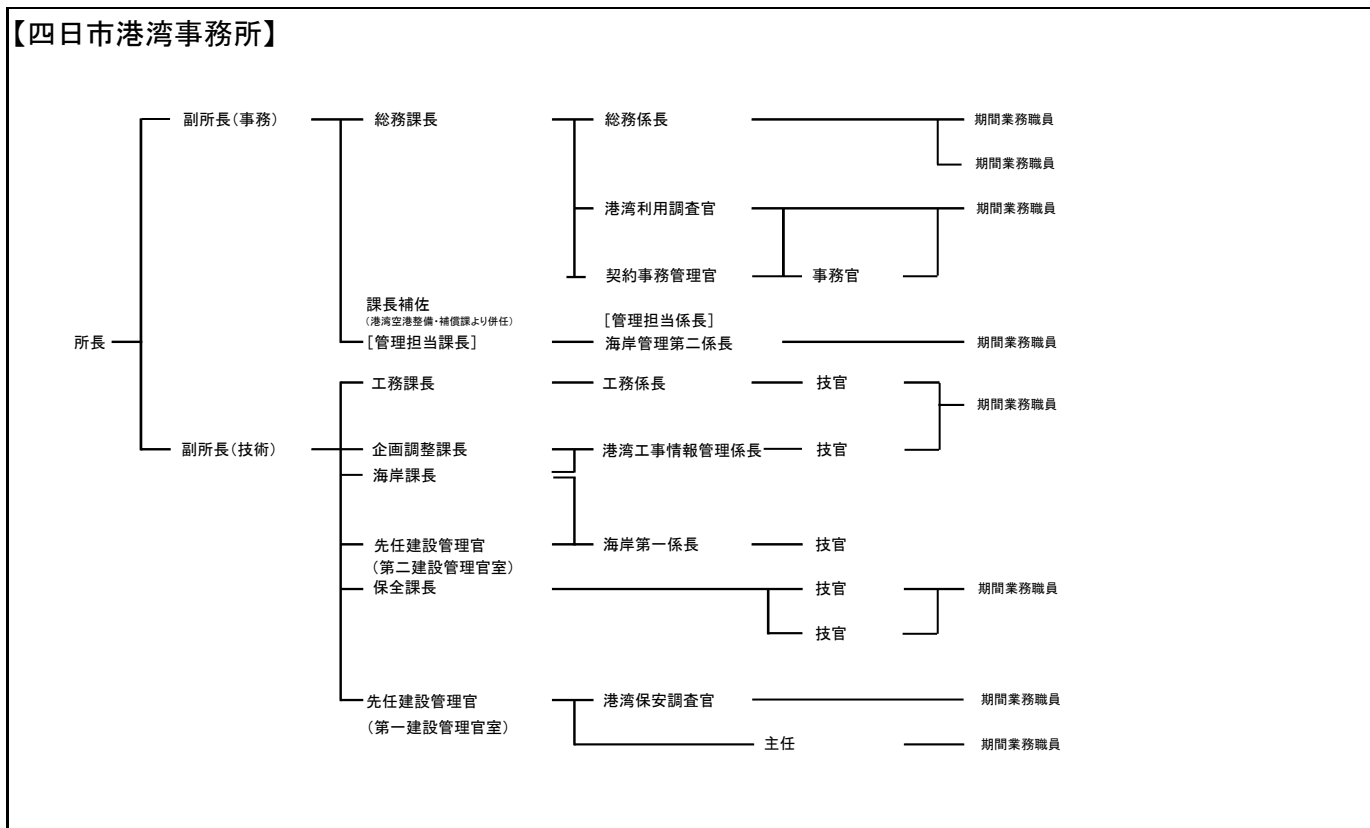 【四日市港湾事務所】
副所長（事務）
総務課長
総務係長
期間業務職員
期間業務職員
港湾利用調査官
期間業務職員
契約事務管理官
事務官
課長補佐
（港湾空港整備・補償課より併任）
[管理担当課長]
[管理担当係長]
海岸管理第二係長
期間業務職員
所長
工務課長
工務係長
技官
期間業務職員
副所長（技術）
企画調整課長
港湾工事情報管理係長
技官
海岸課長
先任建設管理官
（第二建設管理官室）
海岸第一係長
技官
保全課長
技官
期間業務職員
技官
先任建設管理官
（第一建設管理官室）
港湾保安調査官
期間業務職員
主任
期間業務職員